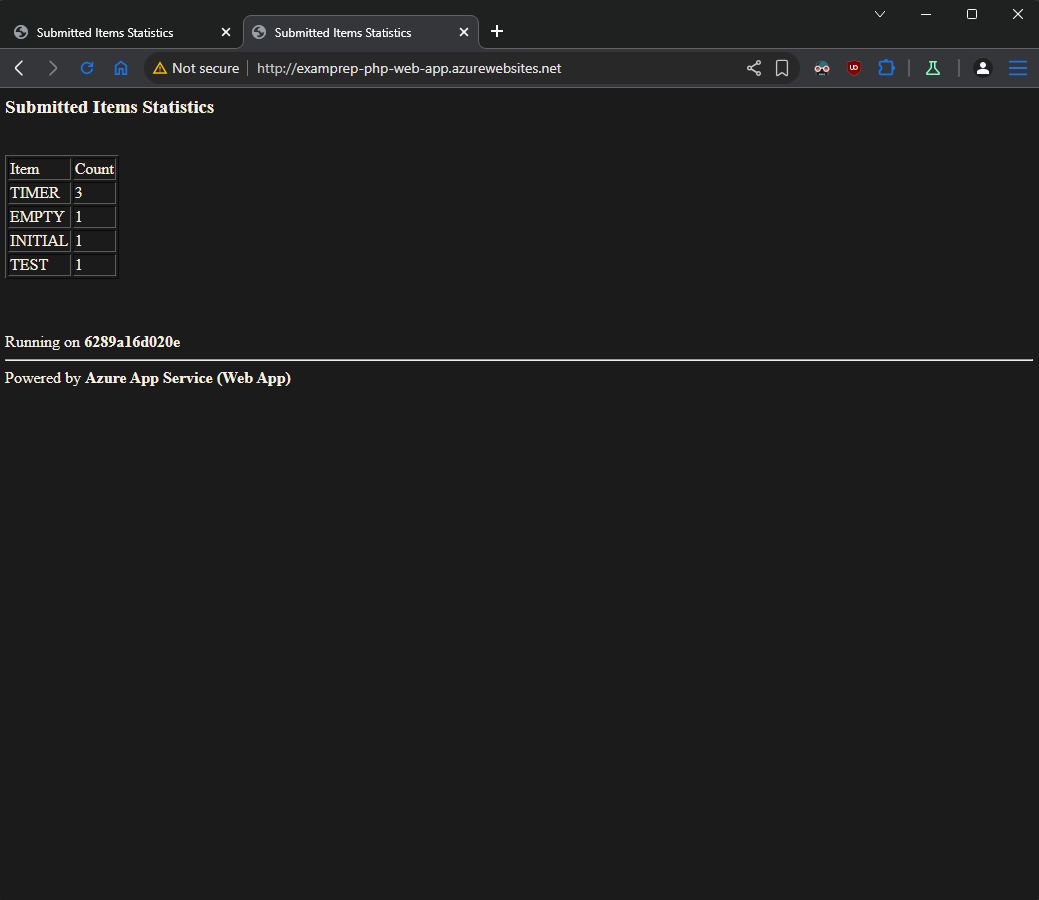 Submitted Items Statistics
Submitted Items Statistics
Not secure http://examprep-php-web-app.azurewebsites.net
Submitted Items Statistics
Item Count
TIMER 3
EMPTY 1
INITIAL 1
TEST 1
Running on 6289a16d020e
Powered by Azure App Service (Web App)